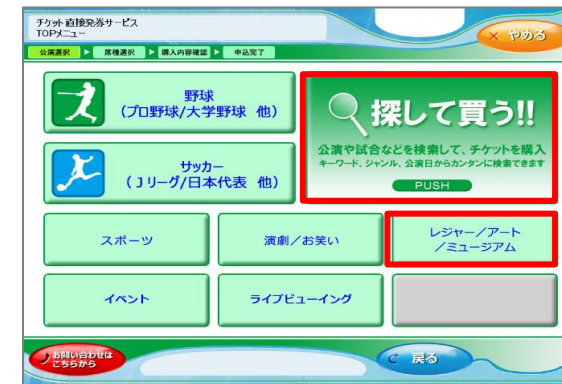 チケット直接発券サービス
TOPメニュー
やめる
公演選択 ▶ 席種選択 ▶ 購入内容確認 ▶ 申込完了
野球
(プロ野球/大学野球 他)
サッカー
(Jリーグ/日本代表 他)
探して買う!!
公演や試合などを検索して、チケットを購入
キーワード、ジャンル、公演日からカンタンに検索できます
PUSH
スポーツ
演劇/お笑い
レジャー/アート
/ミュージアム
イベント
ライブビューイング
お問い合わせは
こちらから
戻る